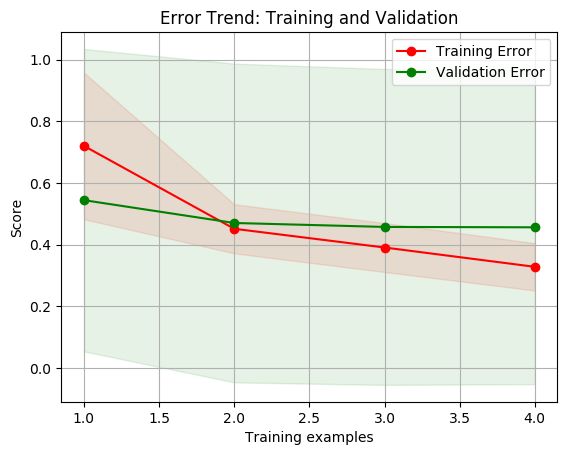 Error Trend: Training and Validation
Training Error
Validation Error
Score
1.0
0.8
0.6
0.4
0.2
0.0
1.0 1.5 2.0 2.5 3.0 3.5 4.0
Training examples